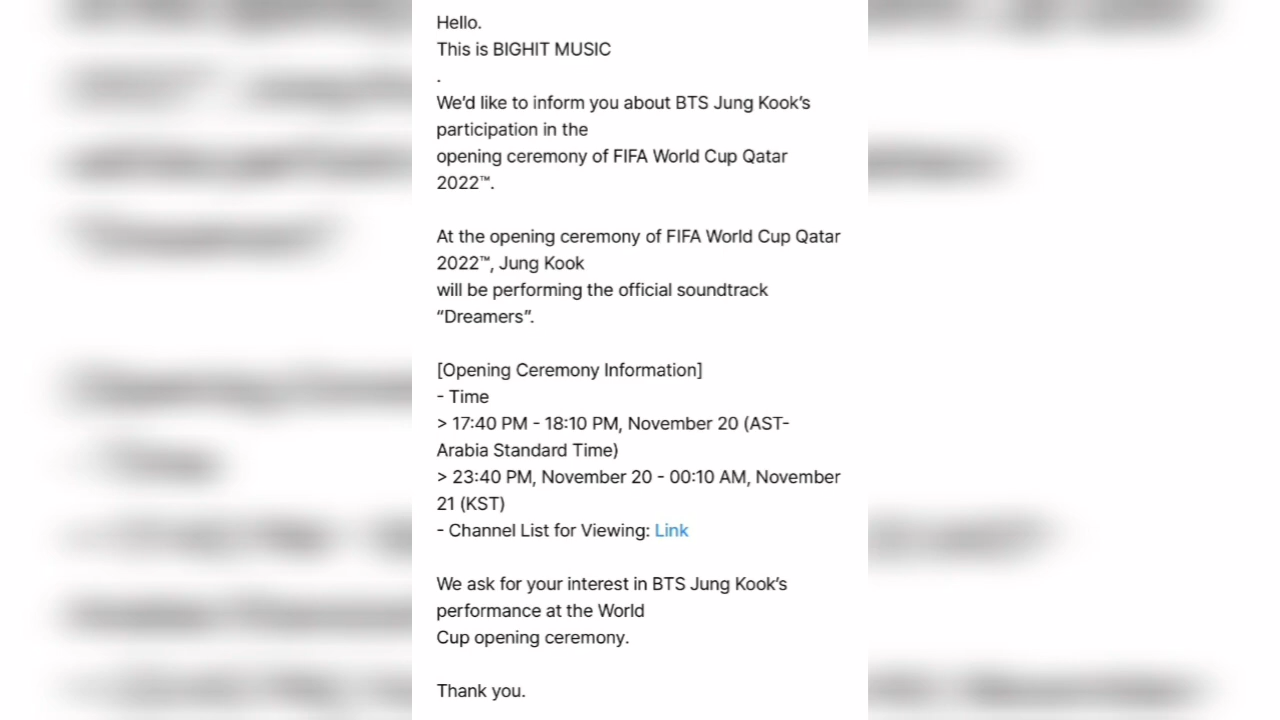 Hello.
This is BIGHIT MUSIC
.
We’d like to inform you about BTS Jung Kook’s
participation in the
opening ceremony of FIFA World Cup Qatar
2022™.
At the opening ceremony of FIFA World Cup Qatar
2022™, Jung Kook
will be performing the official soundtrack
“Dreamers”.
[Opening Ceremony Information]
- Time
> 17:40 PM - 18:10 PM, November 20 (AST-
Arabia Standard Time)
> 23:40 PM, November 20 - 00:10 AM, November
21 (KST)
- Channel List for Viewing: Link
We ask for your interest in BTS Jung Kook’s
performance at the World
Cup opening ceremony.
Thank you.